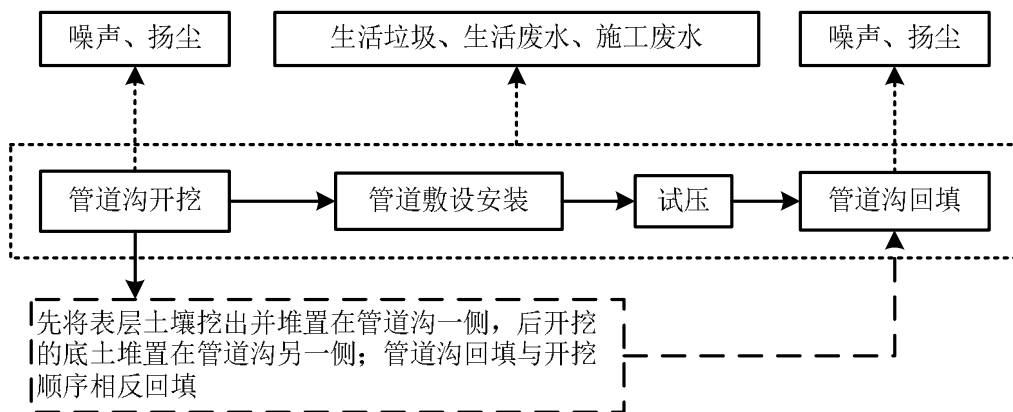 噪声、扬尘
生活垃圾、生活废水、施工废水
噪声、扬尘
管道沟开挖
管道敷设安装
试压
管道沟回填
先将表层土壤挖出并堆置在管道沟一侧，后开挖
的底土堆置在管道沟另一侧；管道沟回填与开挖
顺序相反回填